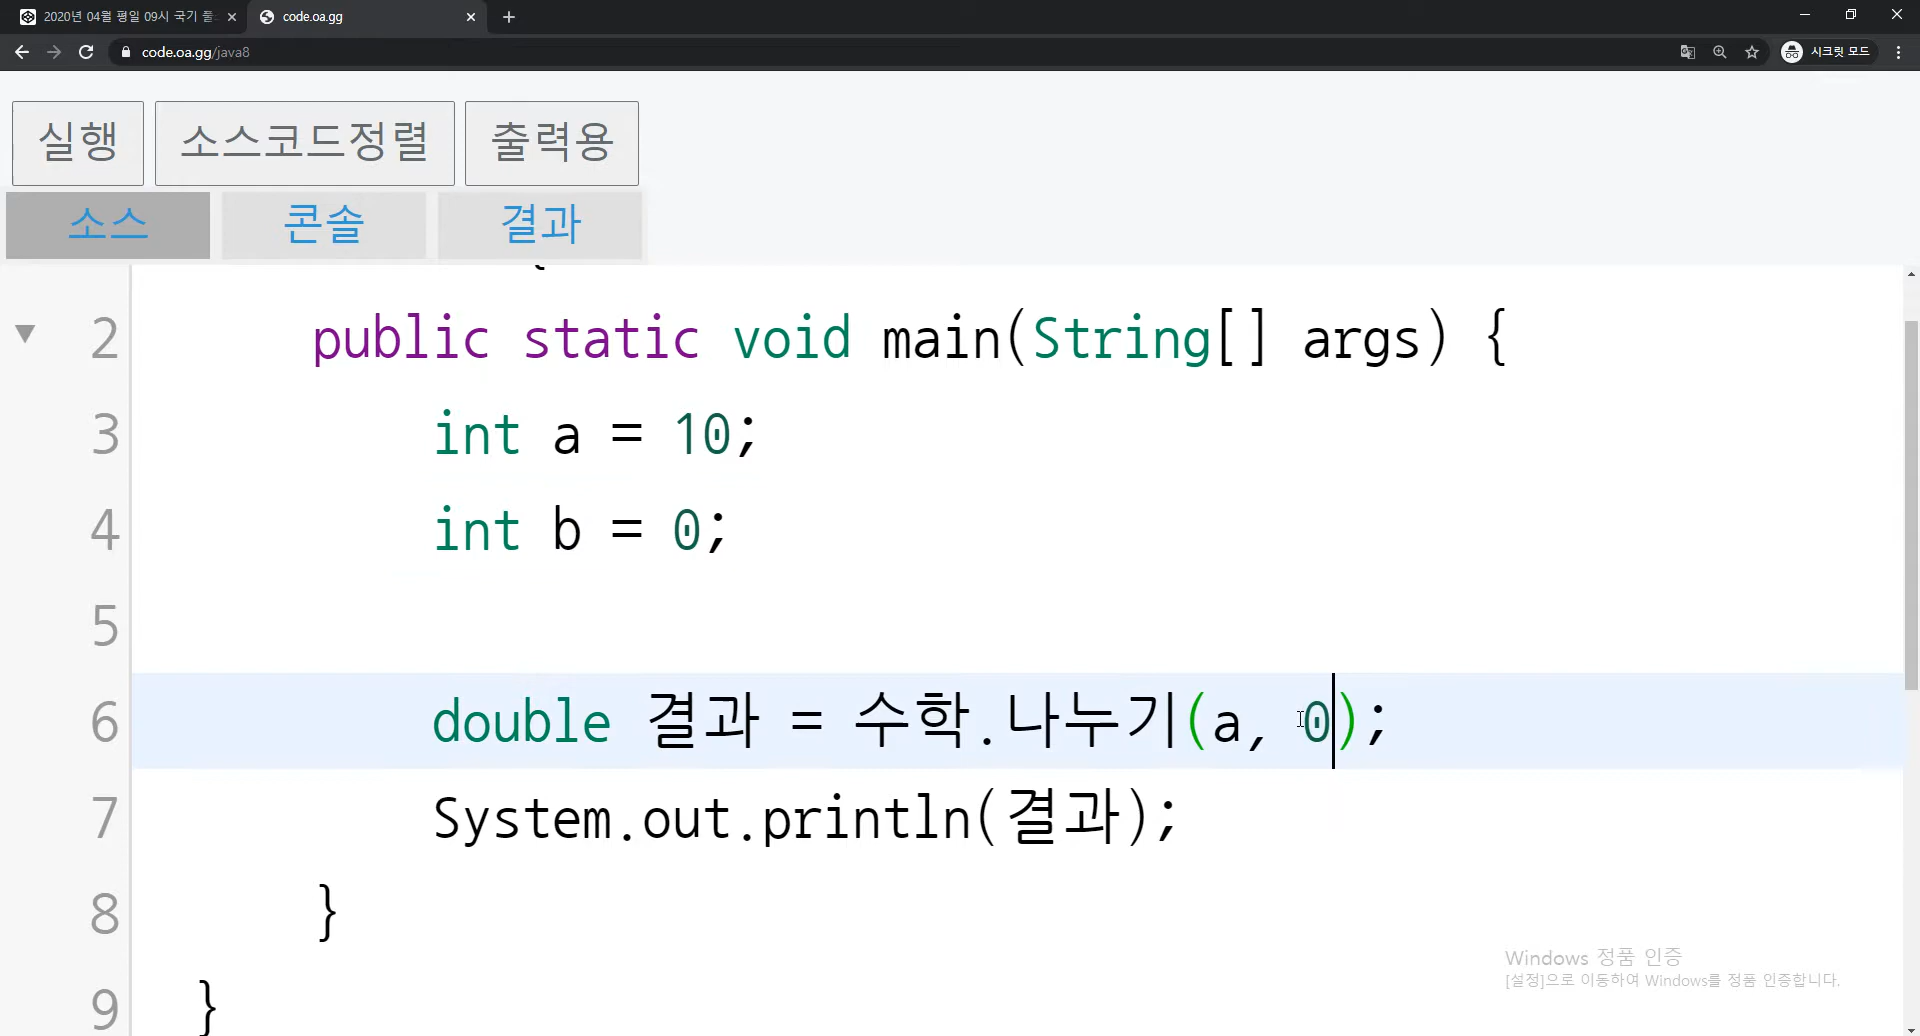 2020년 04월 평일 09시 국기 훈
code.oa.gg
code.oa.gg/java8
시크릿 모드
실행 소스코드정렬 출력용
소스 콘솔 결과
{
2 public static void main(String[] args) {
3 int a = 10;
4 int b = 0;
5
6 double 결과 = 수학.나누기(a, 0);
7 System.out.println(결과);
8 }
9 }
Windows 정품 인증
[설정]으로 이동하여 Windows를 정품 인증합니다.